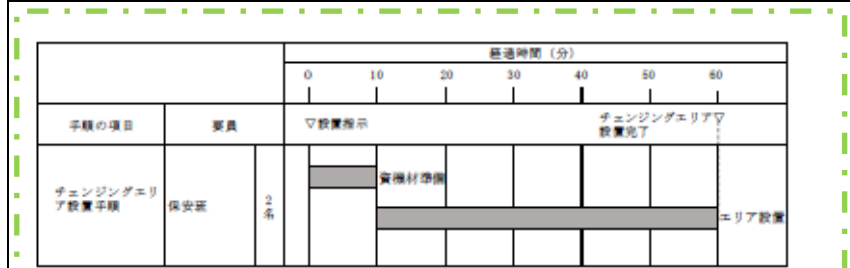 経過時間（分）
0 10 20 30 40 50 60
手順の項目 要員 ▽設置指示 チェンジングエリア▽
設置完了
チェンジングエリ
ア設置手順
保安班
2
名
資機材準備
エリア設置